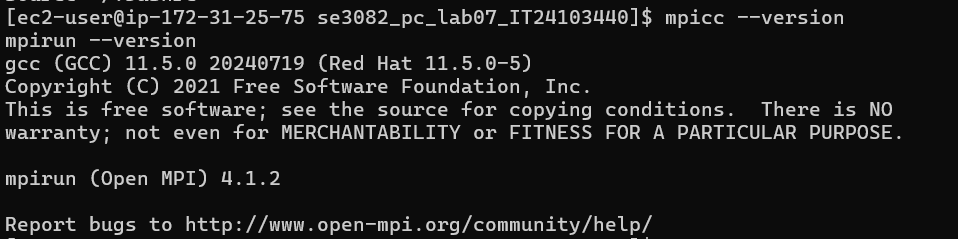 [ec2-user@ip-172-31-25-75 se3082_pc_lab07_IT24103440]$ mpicc --version
mpirun --version
gcc (GCC) 11.5.0 20240719 (Red Hat 11.5.0-5)
Copyright (C) 2021 Free Software Foundation, Inc.
This is free software; see the source for copying conditions.  There is NO
warranty; not even for MERCHANTABILITY or FITNESS FOR A PARTICULAR PURPOSE.
mpirun (Open MPI) 4.1.2
Report bugs to http://www.open-mpi.org/community/help/